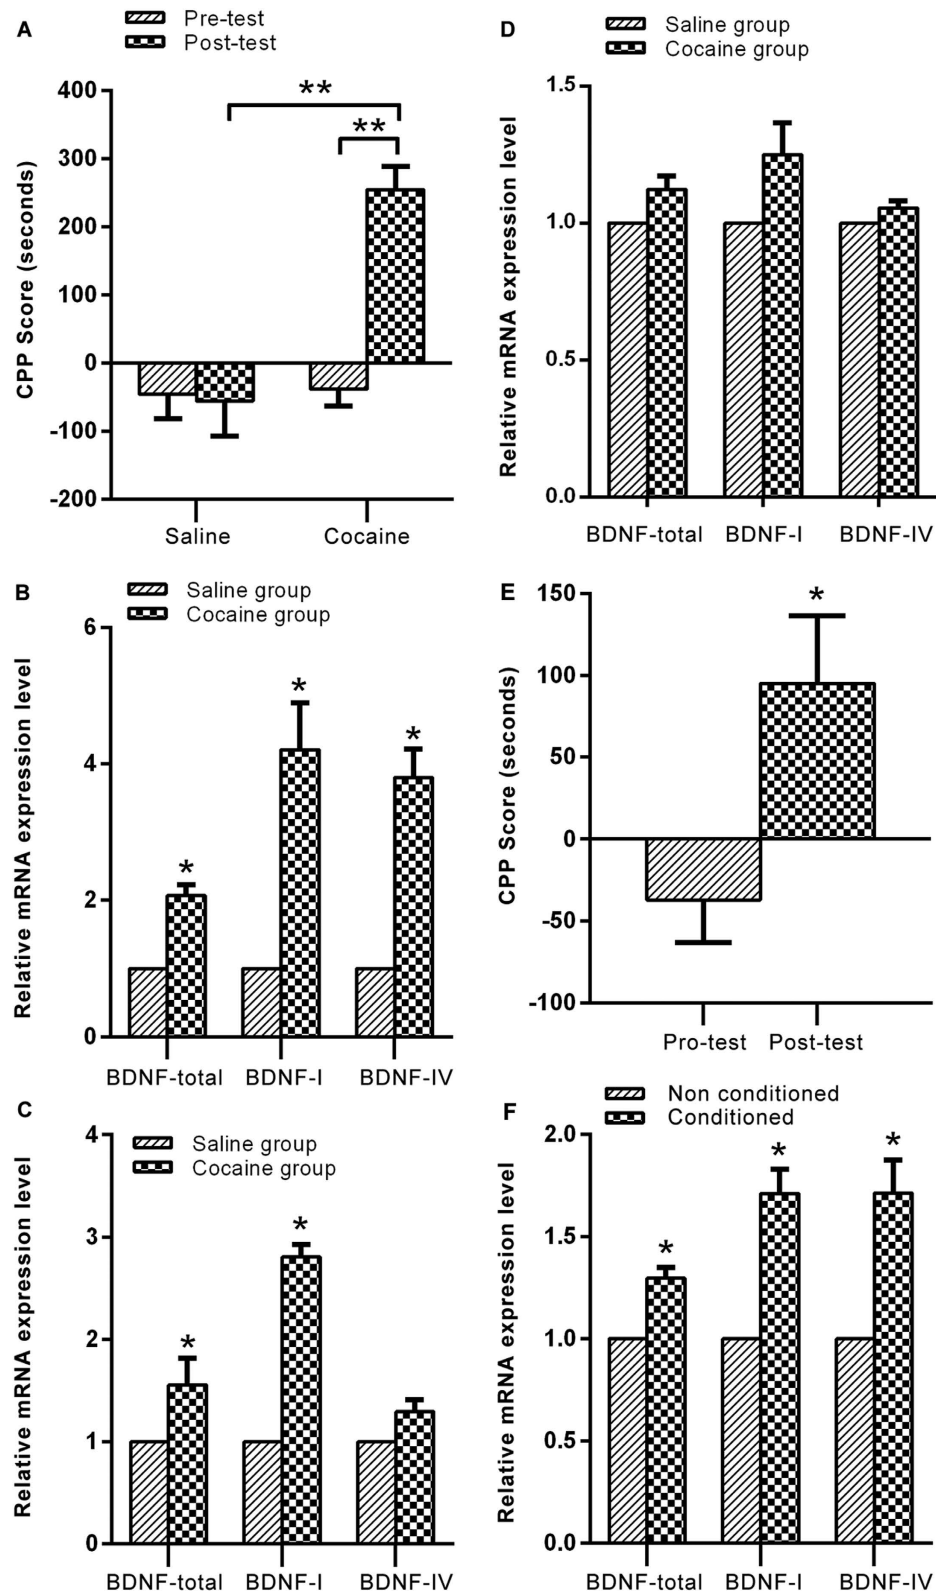 A
Pre-test
Post-test
CPP Score (seconds)
400
300
200
100
0
-100
-200
**
**
Saline
Cocaine
B
Saline group
Cocaine group
Relative mRNA expression level
6
4
2
0
*
*
*
BDNF-total
BDNF-I
BDNF-IV
C
Saline group
Cocaine group
Relative mRNA expression level
4
3
2
1
0
*
*
BDNF-total
BDNF-I
BDNF-IV
D
Saline group
Cocaine group
Relative mRNA expression level
1.5
1.0
0.5
0.0
BDNF-total
BDNF-I
BDNF-IV
E
CPP Score (seconds)
150
100
50
0
-50
-100
*
Pro-test
Post-test
F
Non conditioned
Conditioned
Relative mRNA expression level
2.0
1.5
1.0
0.5
0.0
*
*
*
BDNF-total
BDNF-I
BDNF-IV